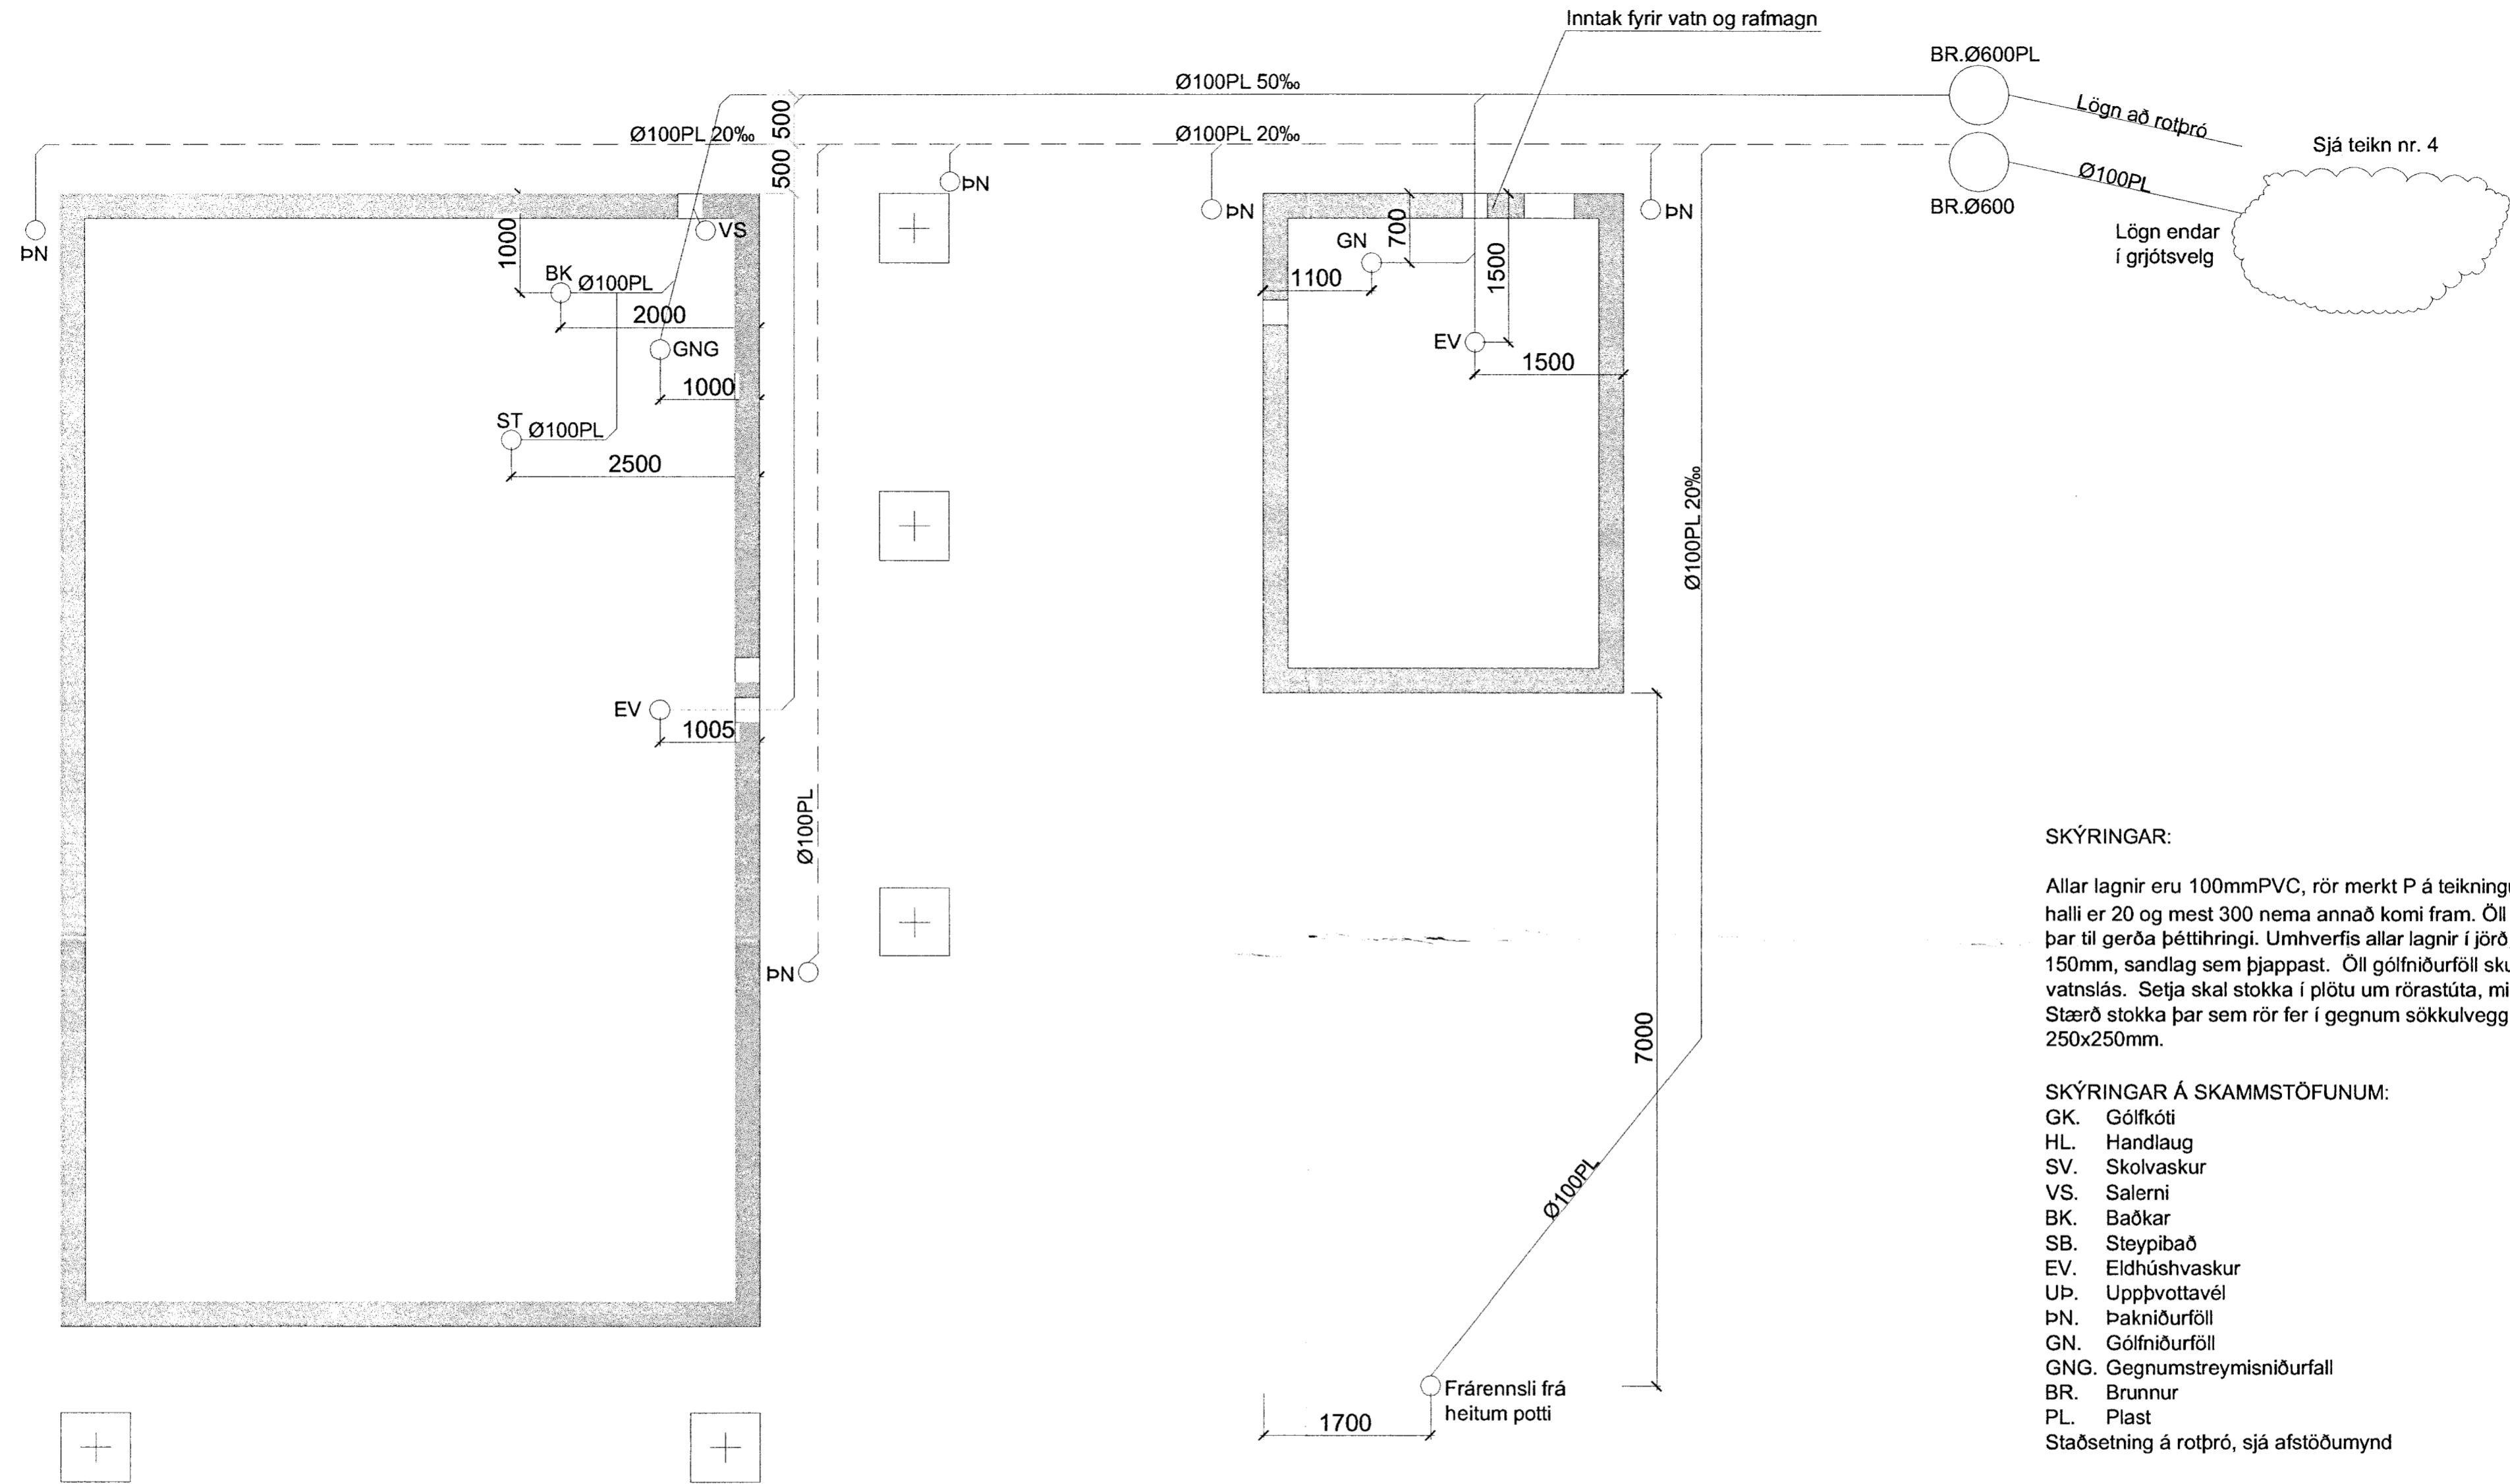 Inntak fyrir vatn og rafmagn
BR.Ø600PL
Ø100PL 50‰
Lögn að rotþró
500
Ø100PL 20‰
Ø100PL 20‰
Sjá teikn nr. 4
500
ÞN
ÞN
ÞN
Ø100PL
BR.Ø600
ÞN
VS
Lögn endar
í grjótsvelg
1000
GN
700
1500
BK
Ø100PL
1100
2000
GNG
EV
1500
1000
ST
Ø100PL
2500
Ø100PL 20‰
EV
1005
Ø100PL
ÞN
7000
Ø100PL
Frárennsli frá
heitum potti
1700
SKÝRINGAR:
Allar lagnir eru 100mmPVC, rör merkt P á teikning
halli er 20 og mest 300 nema annað komi fram. Öll
þar til gerða þéttihringi. Umhverfis allar lagnir í jörð
150mm, sandlag sem þjappast. Öll gólfniðurföll sku
vatnslás. Setja skal stokka í plötu um rörastúta, mi
Stærð stokka þar sem rör fer í gegnum sökkulvegg
250x250mm.
SKÝRINGAR Á SKAMMSTÖFUNUM:
GK. Gólfkóti
HL. Handlaug
SV. Skolvaskur
VS. Salerni
BK. Baðkar
SB. Steypibað
EV. Eldhúshvaskur
UÞ. Uppþvottavél
ÞN. Þakniðurföll
GN. Gólfniðurföll
GNG. Gegnumstreymisniðurfall
BR. Brunnur
PL. Plast
Staðsetning á rotþró, sjá afstöðumynd